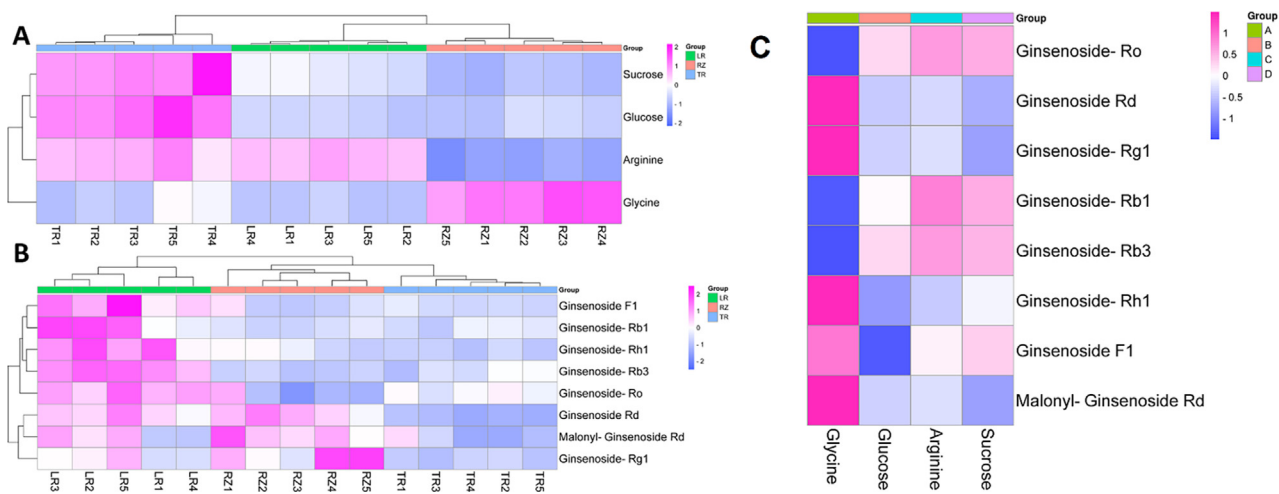 A
Group
Sucrose
Glucose
Arginine
Glycine
TR1 TR2 TR3 TR5 TR4 LR4 LR1 LR3 LR5 LR2 RZ5 RZ1 RZ2 RZ3 RZ4
2
1
0
- 1
- 2
Group
LR
RZ
TR
B
Group
Ginsenoside F1
Ginsenoside- Rb1
Ginsenoside- Rh1
Ginsenoside- Rb3
Ginsenoside- Ro
Ginsenoside Rd
Malonyl- Ginsenoside Rd
Ginsenoside- Rg1
LR3 LR2 LR5 LR1 LR4 RZ1 RZ2 RZ3 RZ4 RZ5 TR1 TR3 TR4 TR2 TR5
2
1
0
- 1
- 2
Group
LR
RZ
TR
C
Group
Ginsenoside- Ro
Ginsenoside Rd
Ginsenoside- Rg1
Ginsenoside- Rb1
Ginsenoside- Rb3
Ginsenoside- Rh1
Ginsenoside F1
Malonyl- Ginsenoside Rd
Glycine Glucose Arginine Sucrose
1
0.5
0
- 0.5
- 1
Group
A
B
C
D